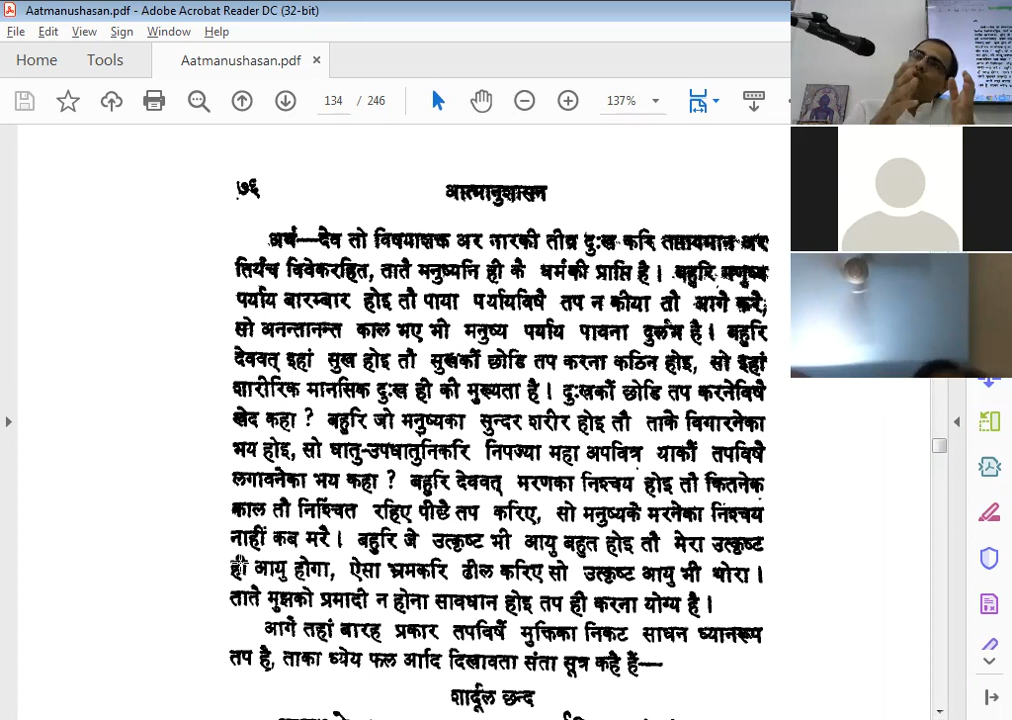 Aatmanushasan.pdf - Adobe Acrobat Reader DC (32-bit)
File Edit View Sign Window Help
Home Tools Aatmanushasan.pdf ×
134 / 246 137%
७६ आत्मानुशासन
अर्थ—देव तो विषयाशक्त अर नारकी तीव्र दुःख करि तप्तायमान अर
तिर्यंच विवेकरहित, तातै मनुष्यनि ही कै धर्मकी प्राप्ति है। बहुरि मणुष्य
पर्याय बारम्बार होइ तौ पाया पर्यायविषै तप न कीया तौ आगै करै,
सो अनन्तानन्त काल भए भी मनुष्य पर्याय पावना दुर्लभ है। बहुरि
देववत् इहां सुख होइ तौ सुखकौं छोडि तप करना कठिन होइ, सो इहां
शारीरिक मानसिक दुःख ही की मुख्यता है। दुःखकौं छोडि तप करनेविषै
खेद कहा ? बहुरि जो मनुष्यका सुन्दर शरीर होइ तौ ताके बिगारनेका
भय होइ, सो धातु-उपधातुनिकरि निपज्या महा अपवित्र याकौं तपविषै
लगावनेका भय कहा ? बहुरि देववत् मरणका निश्चय होइ तौ कितनेक
काल तौ निश्चिंत रहिए पीछै तप करिए, सो मनुष्यकै मरनेका निश्चय
नाहीं कब मरै। बहुरि जे उत्कृष्ट भी आयु बहुत होइ तौ मेरा उत्कृष्ट
ही आयु होगा, ऐसा भ्रमकरि ढील करिए सो उत्कृष्ट आयु भी थोरा।
तातै मुझको प्रमादी न होना सावधान होइ तप ही करना योग्य है।
आगें तहां बारह प्रकार तपविषैं मुक्तिका निकट साधन ध्यानरूप
तप है, ताका ध्येय फल आदि दिखावता संता सूत्र कहै हैं—
शार्दूल छन्द